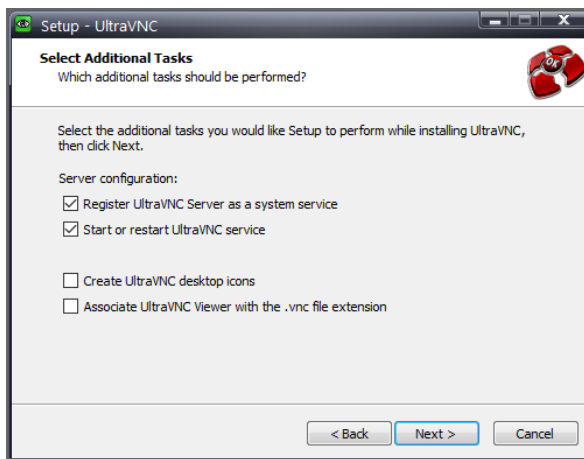 Setup - UltraVNC
Select Additional Tasks
Which additional tasks should be performed?
OK
Select the additional tasks you would like Setup to perform while installing UltraVNC,
then click Next.
Server configuration:
Register UltraVNC Server as a system service
Start or restart UltraVNC service
Create UltraVNC desktop icons
Associate UltraVNC Viewer with the .vnc file extension
< Back
Next >
Cancel